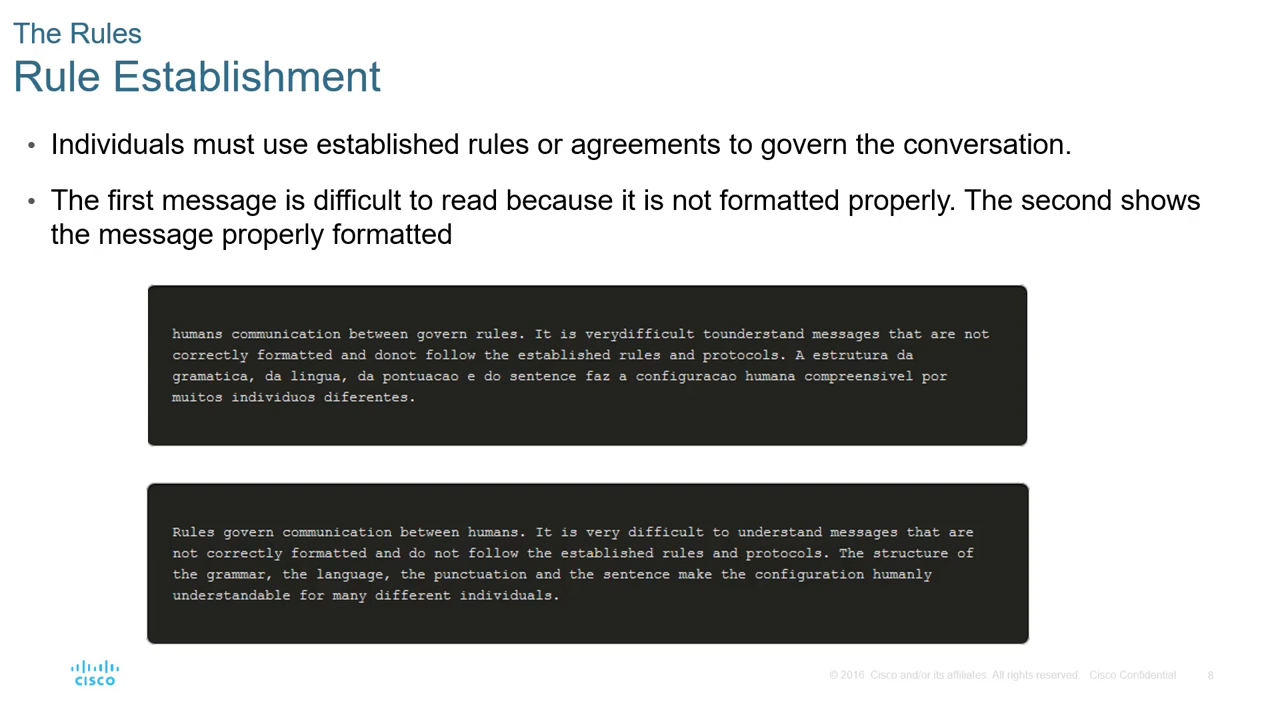 The Rules
Rule Establishment
• Individuals must use established rules or agreements to govern the conversation.
• The first message is difficult to read because it is not formatted properly. The second shows
the message properly formatted
humans communication between govern rules. It is verydifficult tounderstand messages that are not
correctly formatted and donot follow the established rules and protocols. A estrutura da
gramatica, da lingua, da pontuacao e do sentence faz a configuracao humana compreensivel por
muitos individuos diferentes.
Rules govern communication between humans. It is very difficult to understand messages that are
not correctly formatted and do not follow the established rules and protocols. The structure of
the grammar, the language, the punctuation and the sentence make the configuration humanly
understandable for many different individuals.
CISCO
© 2016 Cisco and/or its affiliates. All rights reserved. Cisco Confidential 8